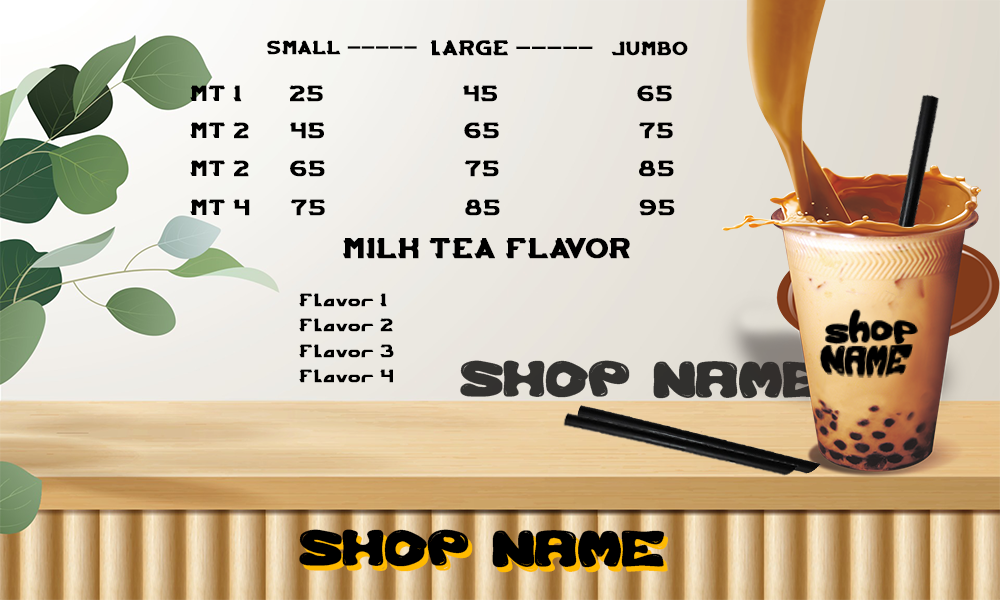 SMALL ----- LARGE ----- JUMBO
MT 1 25 45 65
MT 2 45 65 75
MT 2 65 75 85
MT 4 75 85 95
MILK TEA FLAVOR
Flavor 1
Flavor 2
Flavor 3
Flavor 4
SHOP NAME
shop
NAME
SHOP NAME